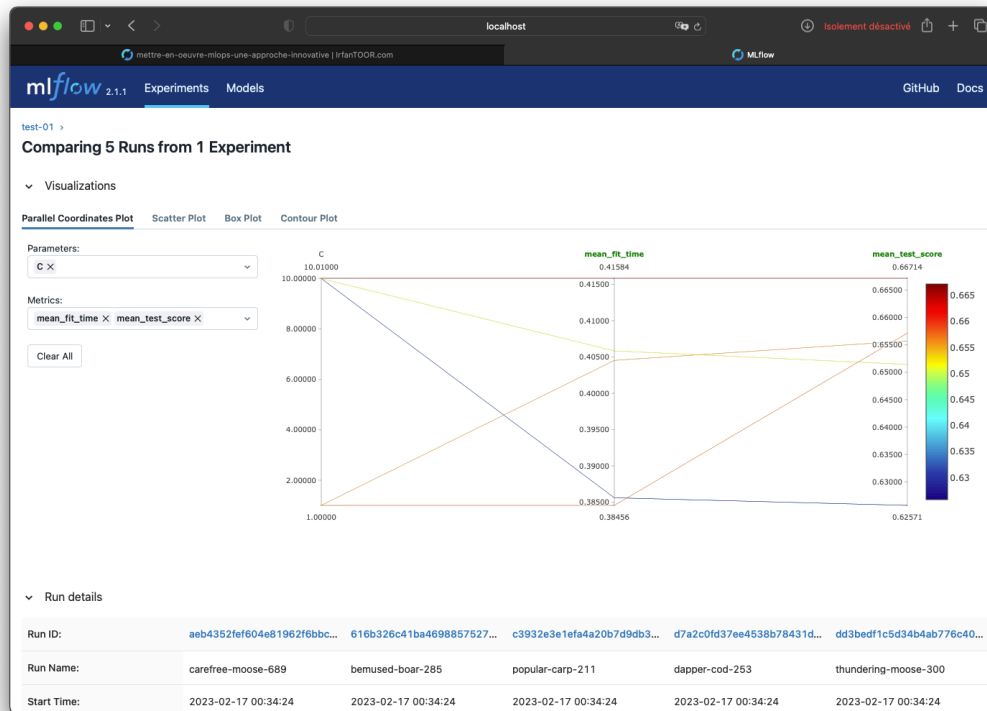 localhost
Isolement désactivé
mettre-en-oeuvre-mlops-une-approche-innovative | IrfanTOOR.com
MLflow
mlflow 2.1.1 Experiments Models GitHub Docs
test-01 >
Comparing 5 Runs from 1 Experiment
Visualizations
Parallel Coordinates Plot Scatter Plot Box Plot Contour Plot
Parameters:
C ×
Metrics:
mean_fit_time × mean_test_score ×
Clear All
C mean_fit_time mean_test_score
10.01000 0.41584 0.66714
10.00000 0.41500 0.66500 0.665
0.66000 0.66
8.00000 0.41000 0.65500 0.655
6.00000 0.40500 0.65000 0.65
0.40000 0.64500 0.645
4.00000 0.39500 0.64000 0.64
0.39000 0.63500 0.635
2.00000 0.38500 0.63000 0.63
1.00000 0.38456 0.62571
Run details
Run ID: aeb4352fef604e81962f6bbc... 616b326c41ba4698857527... c3932e3e1efa4a20b7d9db3... d7a2c0fd37ee4538b78431d... dd3bedf1c5d34b4ab776c40...
Run Name: carefree-moose-689 bemused-boar-285 popular-carp-211 dapper-cod-253 thundering-moose-300
Start Time: 2023-02-17 00:34:24 2023-02-17 00:34:24 2023-02-17 00:34:24 2023-02-17 00:34:24 2023-02-17 00:34:24